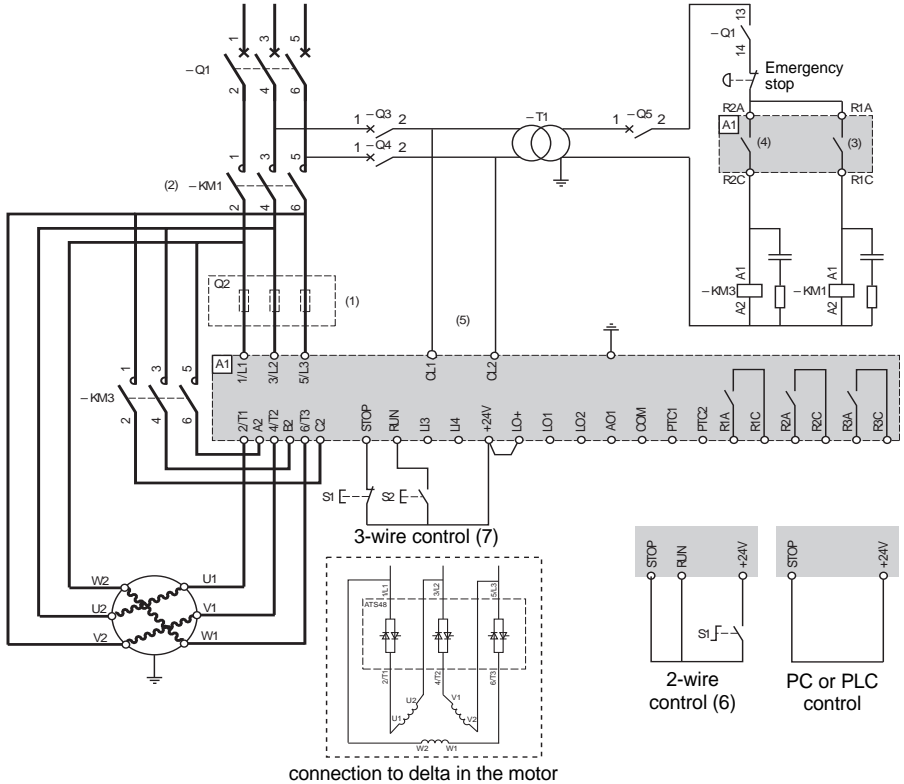 1 3 5
–Q1
2 4 6
1 –Q3 2
1 –Q4 2
–T1
1 –Q5 2
13
–Q1
14
Emergency
stop
R2A R1A
A1
(4) (3)
R2C R1C
1 3 5
(2) –KM1
2 4 6
Q2
(1)
(5)
A1 A1
–KM3 –KM1
A2 A2
A1
1/L1 3/L2 5/L3 CL1 CL2
1 3 5
–KM3
2 4 6
2/T1 A2 4/T2 B2 6/T3 C2 STOP RUN LI3 LI4 +24V LO+ LO1 LO2 AO1 COM PTC1 PTC2 R1A R1C R2A R2C R3A R3C
S1 S2
3-wire control (7)
W2 U1
U2 V1
V2 W1
1/L1 3/L2 5/L3
ATS48
2/T1 4/T2 6/T3
U2 V1
U1 V2
W2 W1
connection to delta in the motor
STOP RUN +24V
S1
2-wire
control (6)
STOP +24V
PC or PLC
control